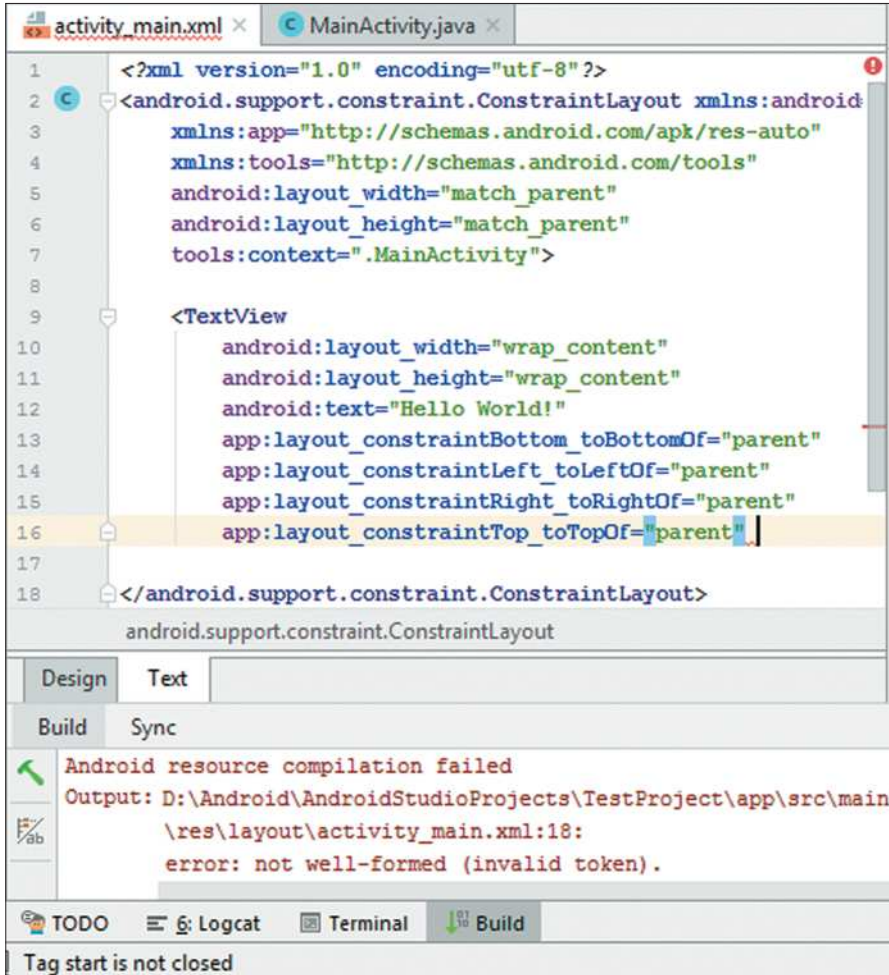 activity_main.xml
C MainActivity.java
1 <?xml version="1.0" encoding="utf-8"?>
2 C <android.support.constraint.ConstraintLayout xmlns:android
3 xmlns:app="http://schemas.android.com/apk/res-auto"
4 xmlns:tools="http://schemas.android.com/tools"
5 android:layout_width="match_parent"
6 android:layout_height="match_parent"
7 tools:context=".MainActivity">
8
9 <TextView
10 android:layout_width="wrap_content"
11 android:layout_height="wrap_content"
12 android:text="Hello World!"
13 app:layout_constraintBottom_toBottomOf="parent"
14 app:layout_constraintLeft_toLeftOf="parent"
15 app:layout_constraintRight_toRightOf="parent"
16 app:layout_constraintTop_toTopOf="parent"
17
18 </android.support.constraint.ConstraintLayout>
android.support.constraint.ConstraintLayout
Design Text
Build Sync
Android resource compilation failed
Output: D:\Android\AndroidStudioProjects\TestProject\app\src\main
\res\layout\activity_main.xml:18:
error: not well-formed (invalid token).
TODO 6: Logcat Terminal Build
Tag start is not closed